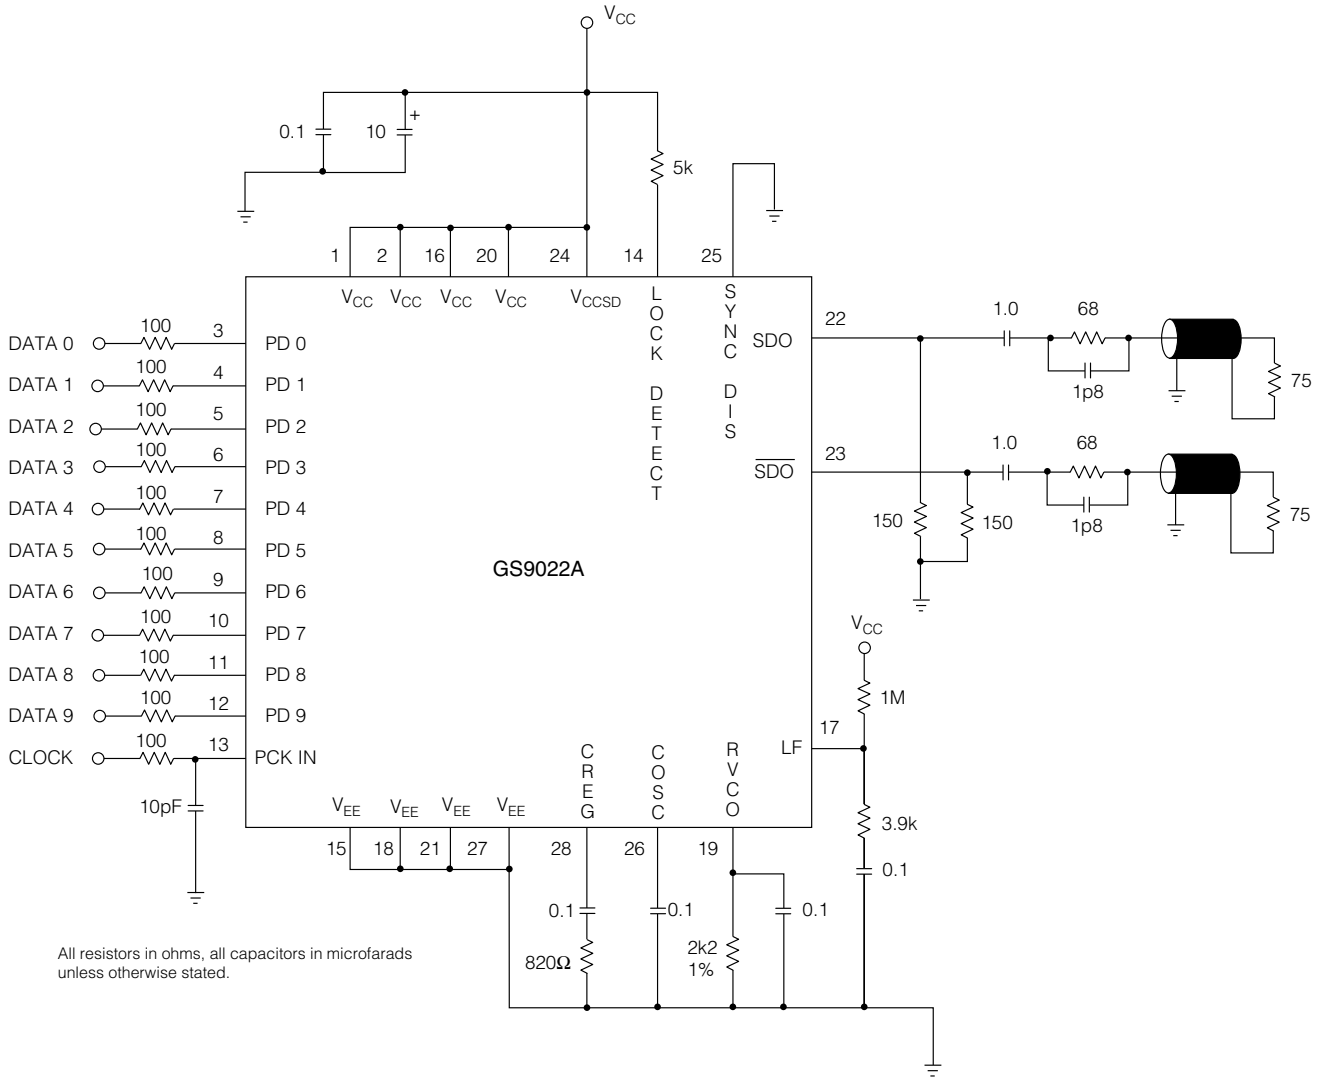 VCC
0.1
10
+
5k
1
2
16
20
24
14
25
VCC
VCC
VCC
VCC
VCCSD
LOCK DETECT
SYNC DIS
DATA 0
100
3
PD 0
DATA 1
100
4
PD 1
DATA 2
100
5
PD 2
DATA 3
100
6
PD 3
DATA 4
100
7
PD 4
DATA 5
100
8
PD 5
DATA 6
100
9
PD 6
DATA 7
100
10
PD 7
DATA 8
100
11
PD 8
DATA 9
100
12
PD 9
CLOCK
100
13
PCK IN
10pF
GS9022A
SDO
22
1.0
68
1p8
75
SDO
23
1.0
68
1p8
75
150
150
VCC
1M
LF
17
3.9k
0.1
VEE
VEE
VEE
VEE
CREG
COSC
RVCO
15
18
21
27
28
26
19
0.1
0.1
0.1
820Ω
2k2
1%
All resistors in ohms, all capacitors in microfarads
unless otherwise stated.